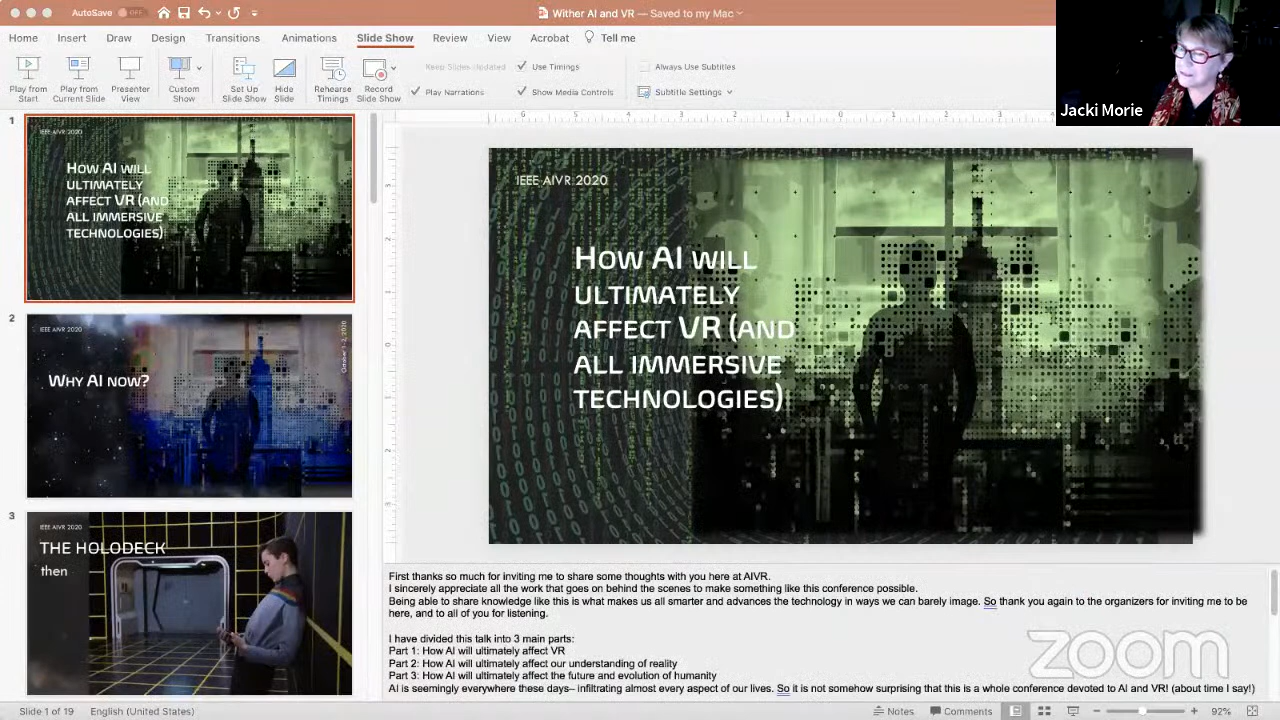 AutoSave OFF
Wither AI and VR — Saved to my Mac
Home Insert Draw Design Transitions Animations Slide Show Review View Acrobat Tell me
Keep Slides Updated Use Timings Always Use Subtitles
Play from Start Play from Current Slide Presenter View Custom Show Set Up Slide Show Hide Slide Rehearse Timings Record Slide Show
Play Narrations Show Media Controls Subtitle Settings
Jacki Morie
1
IEEE AIVR 2020
HOW AI WILL
ULTIMATELY
AFFECT VR (AND
ALL IMMERSIVE
TECHNOLOGIES)
2
IEEE AIVR 2020
October 1-2, 2020
WHY AI NOW?
3
IEEE AIVR 2020
THE HOLODECK
then
IEEE AIVR 2020
HOW AI WILL
ULTIMATELY
AFFECT VR (AND
ALL IMMERSIVE
TECHNOLOGIES)
First thanks so much for inviting me to share some thoughts with you here at AIVR.
I sincerely appreciate all the work that goes on behind the scenes to make something like this conference possible.
Being able to share knowledge like this is what makes us all smarter and advances the technology in ways we can barely image. So thank you again to the organizers for inviting me to be
here, and to all of you for listening.
I have divided this talk into 3 main parts:
Part 1: How AI will ultimately affect VR
Part 2: How AI will ultimately affect our understanding of reality
Part 3: How AI will ultimately affect the future and evolution of humanity
AI is seemingly everywhere these days– infiltrating almost every aspect of our lives. So it is not somehow surprising that this is a whole conference devoted to AI and VR! (about time I say!)
zoom
Slide 1 of 19 English (United States) Notes Comments 92%